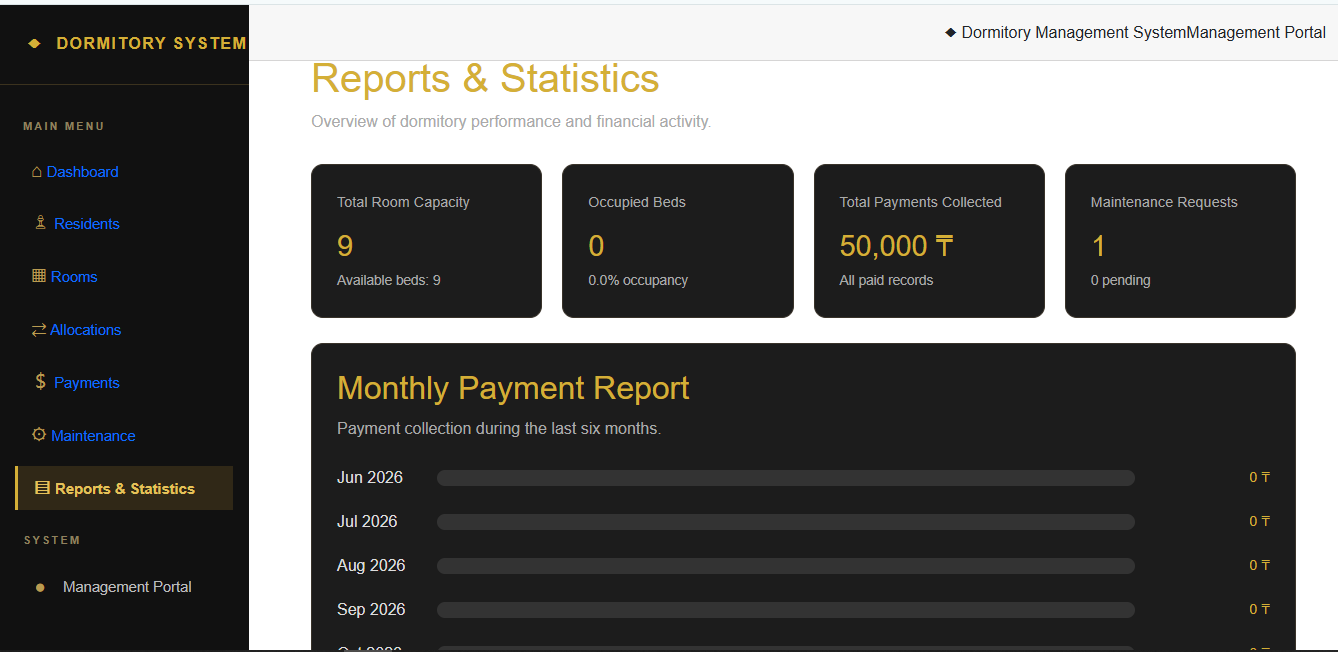 DORMITORY SYSTEM
MAIN MENU
Dashboard
Residents
Rooms
Allocations
$ Payments
Maintenance
Reports & Statistics
SYSTEM
Management Portal
Dormitory Management SystemManagement Portal
Reports & Statistics
Overview of dormitory performance and financial activity.
Total Room Capacity
9
Available beds: 9
Occupied Beds
0
0.0% occupancy
Total Payments Collected
50,000 ₸
All paid records
Maintenance Requests
1
0 pending
Monthly Payment Report
Payment collection during the last six months.
Jun 2026 0 ₸
Jul 2026 0 ₸
Aug 2026 0 ₸
Sep 2026 0 ₸